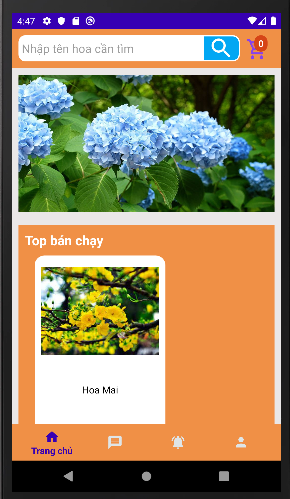 4:47
Nhập tên hoa cần tìm
0
Top bán chạy
Hoa Mai
Trang chủ